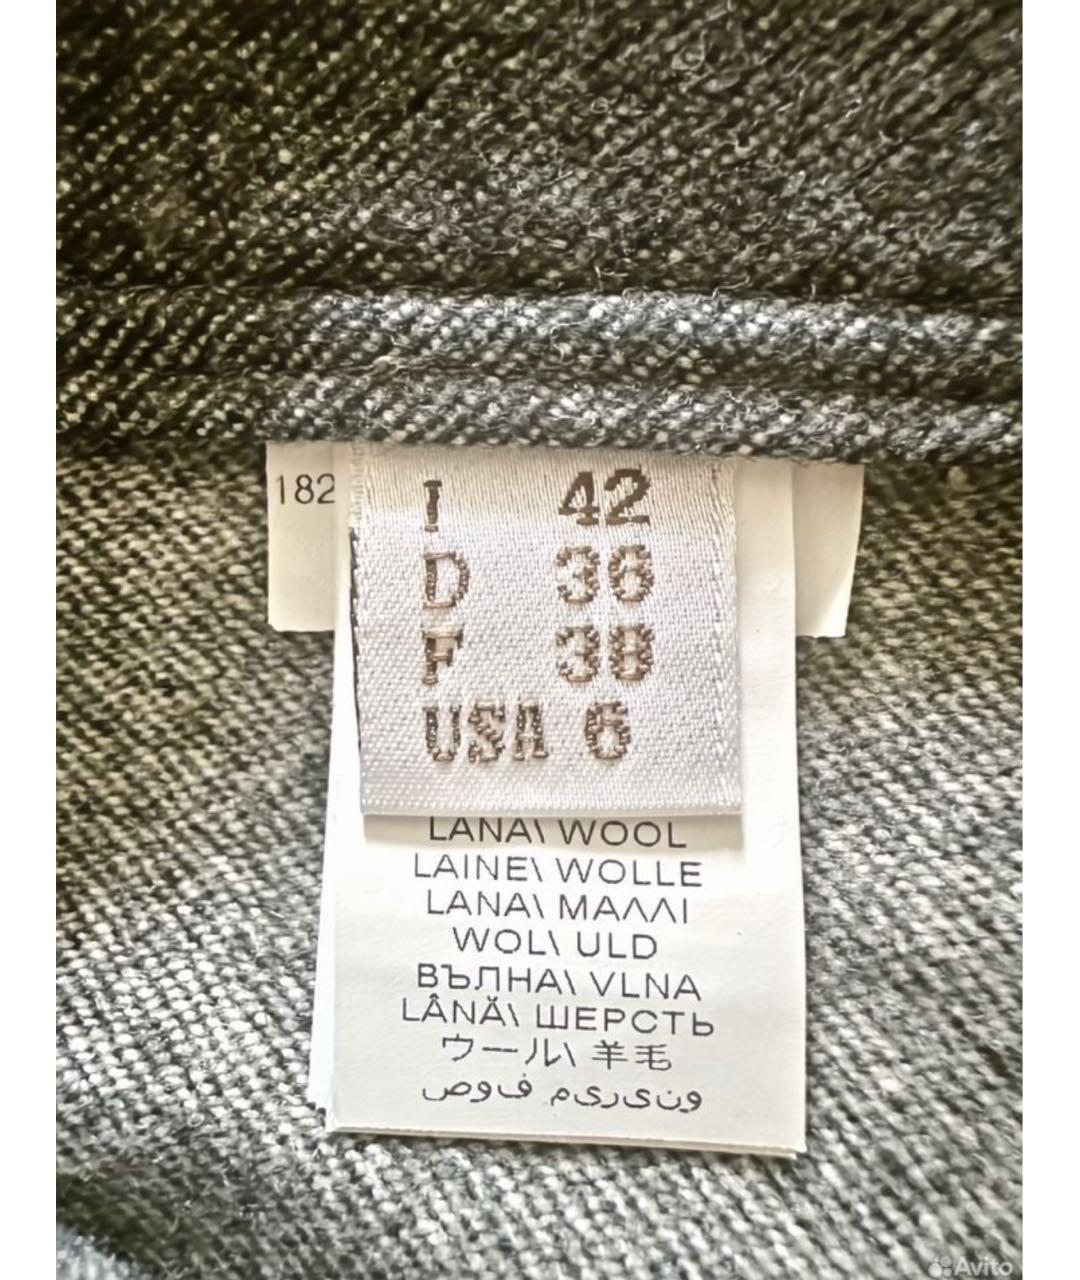 182
I 42
D 36
F 38
USA 6
LANA\ WOOL
LAINE\ WOLLE
LANA\ ΜΑΛΛΙ
WOL\ ULD
ВЪЛНА\ VLNA
LÂNĂ\ ШЕРСТЬ
ウール\ 羊毛
Avito